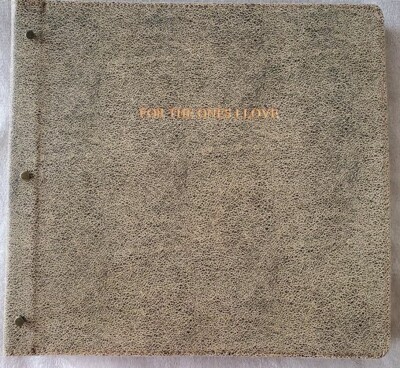 FOR THE ONES I LOVE